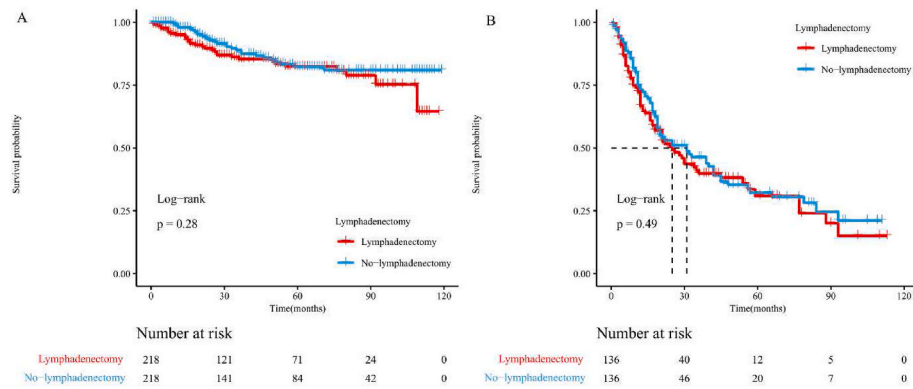 A
1.00
0.75
0.50
0.25
0.00
Survival probability
Log-rank
p = 0.28
Lymphadenectomy
Lymphadenectomy
No-lymphadenectomy
0 30 60 90 120
Time(months)
Number at risk
Lymphadenectomy 218 121 71 24 0
No-lymphadenectomy 218 141 84 42 0
B
1.00
0.75
0.50
0.25
0.00
Survival probability
Lymphadenectomy
Lymphadenectomy
No-lymphadenectomy
Log-rank
p = 0.49
0 30 60 90 120
Time(months)
Number at risk
Lymphadenectomy 136 40 12 5 0
No-lymphadenectomy 136 46 20 7 0